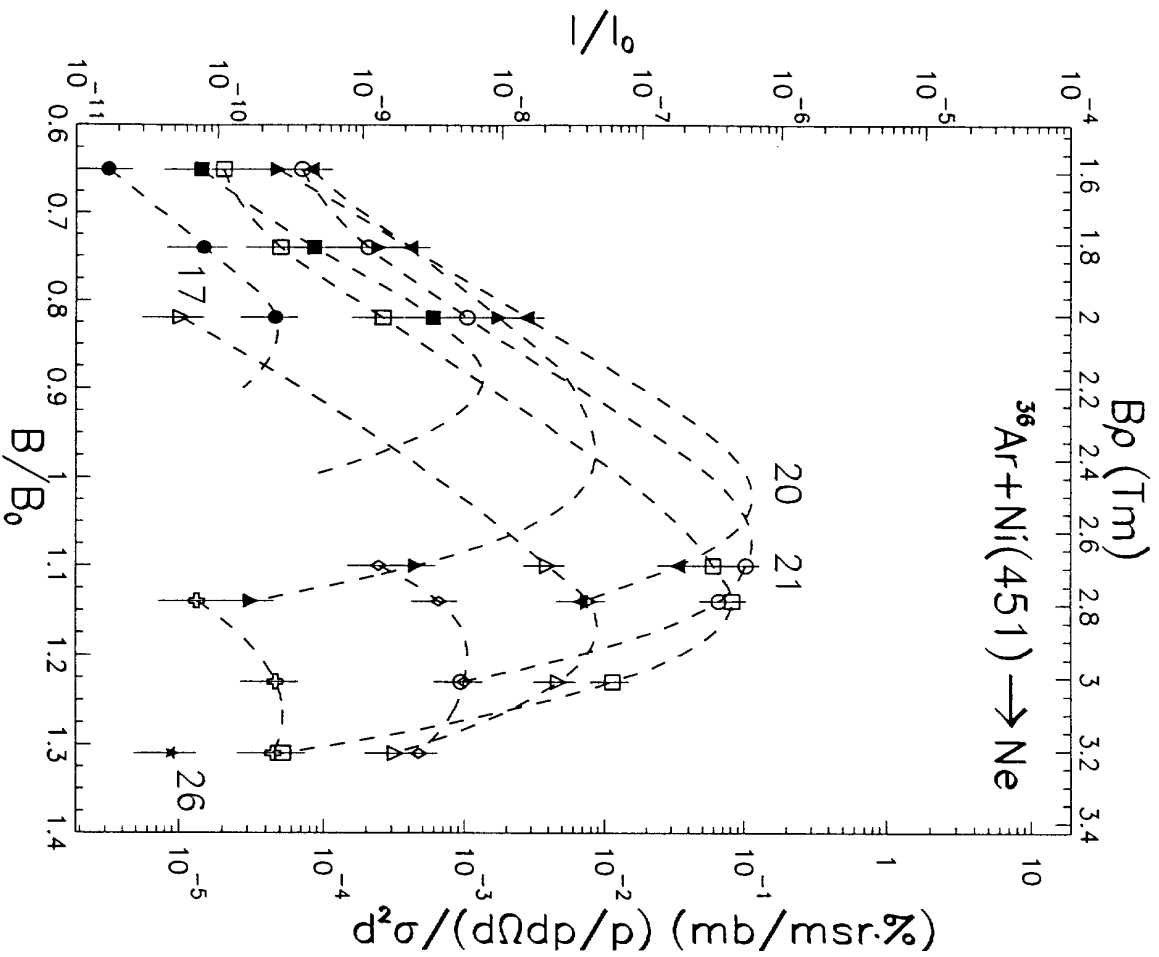 Bρ (Tm)
1.6 1.8 2 2.2 2.4 2.6 2.8 3 3.2 3.4
³⁶Ar+Ni(451) → Ne
I/I₀
10⁻⁴
10⁻⁵
10⁻⁶
10⁻⁷
10⁻⁸
10⁻⁹
10⁻¹⁰
10⁻¹¹
20
21
17
26
d²σ/(dΩdp/p) (mb/msr.%)
10
1
10⁻¹
10⁻²
10⁻³
10⁻⁴
10⁻⁵
0.6 0.7 0.8 0.9 1 1.1 1.2 1.3 1.4
B/B₀